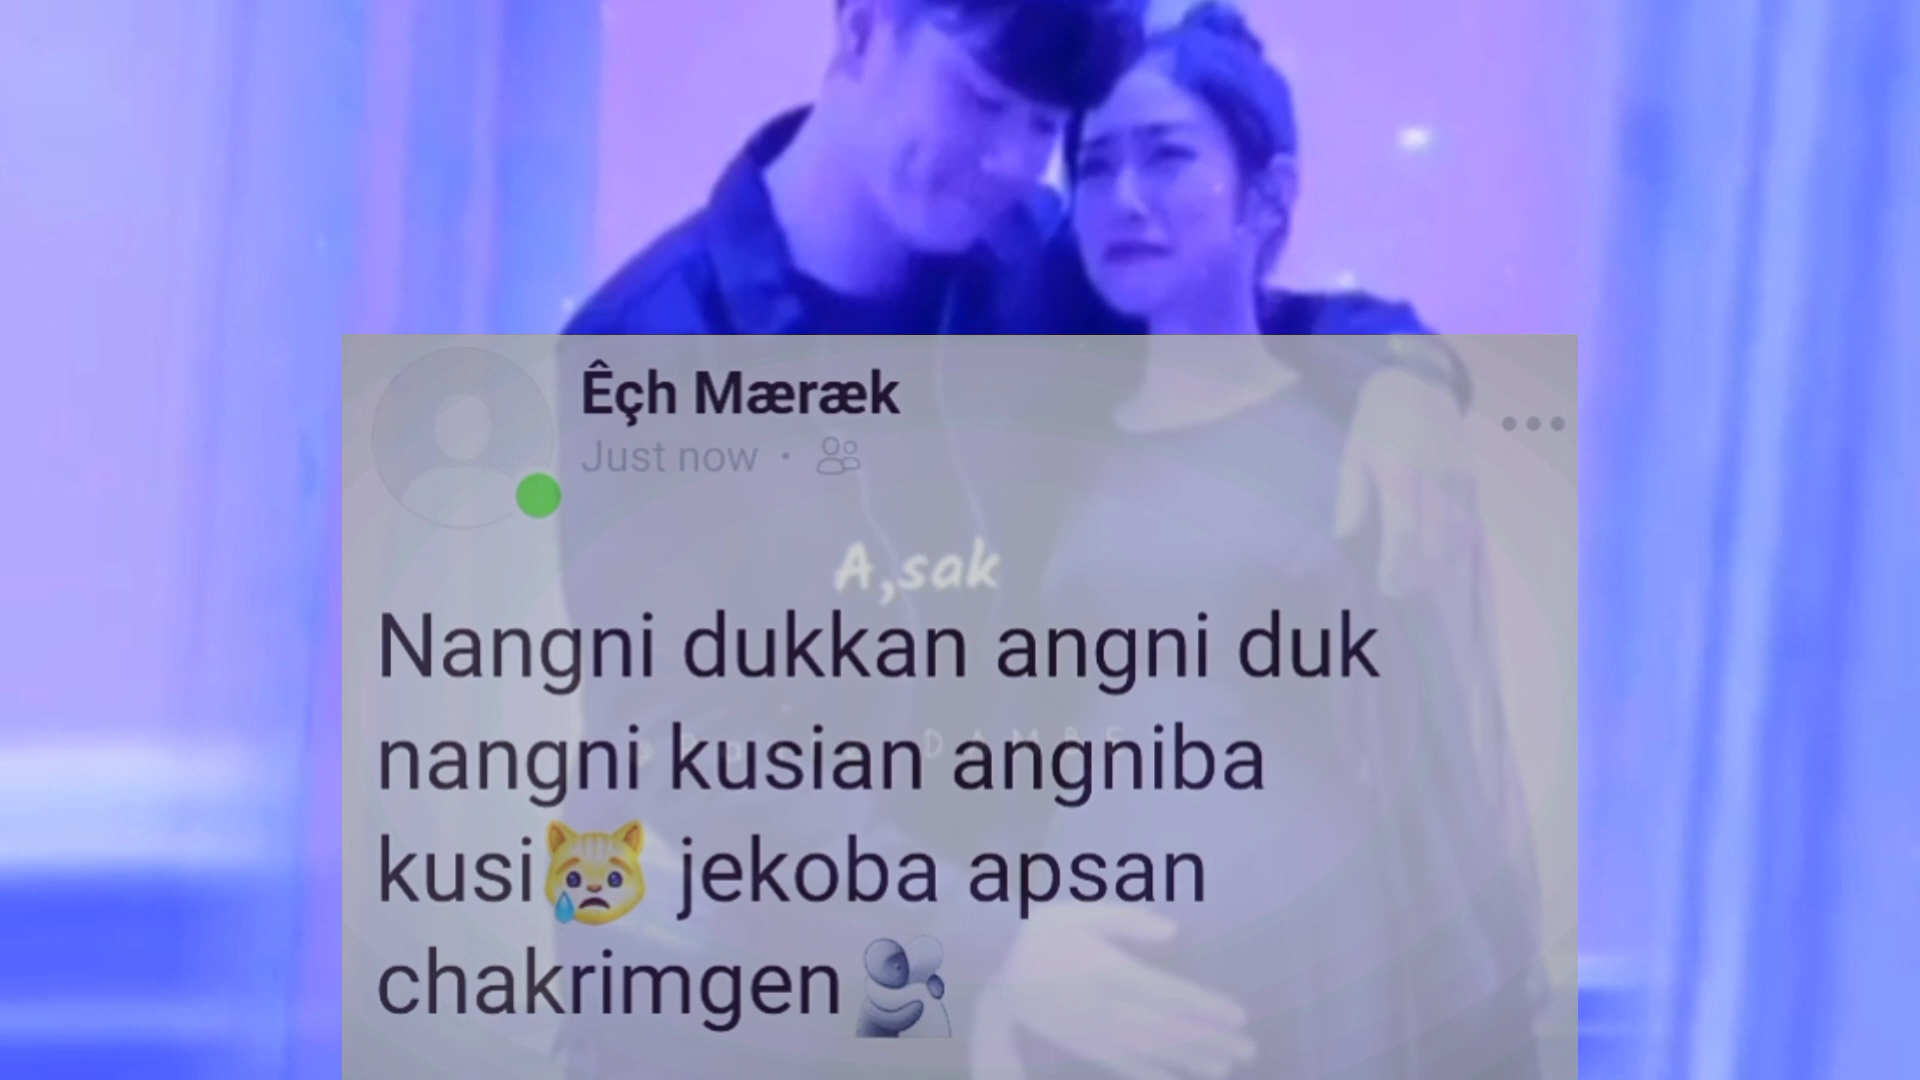 Êçh Mæræk
Just now ·
A,sak
Nangni dukkan angni duk
nangni kusian angniba
kusi😿 jekoba apsan
chakrimgen🫂